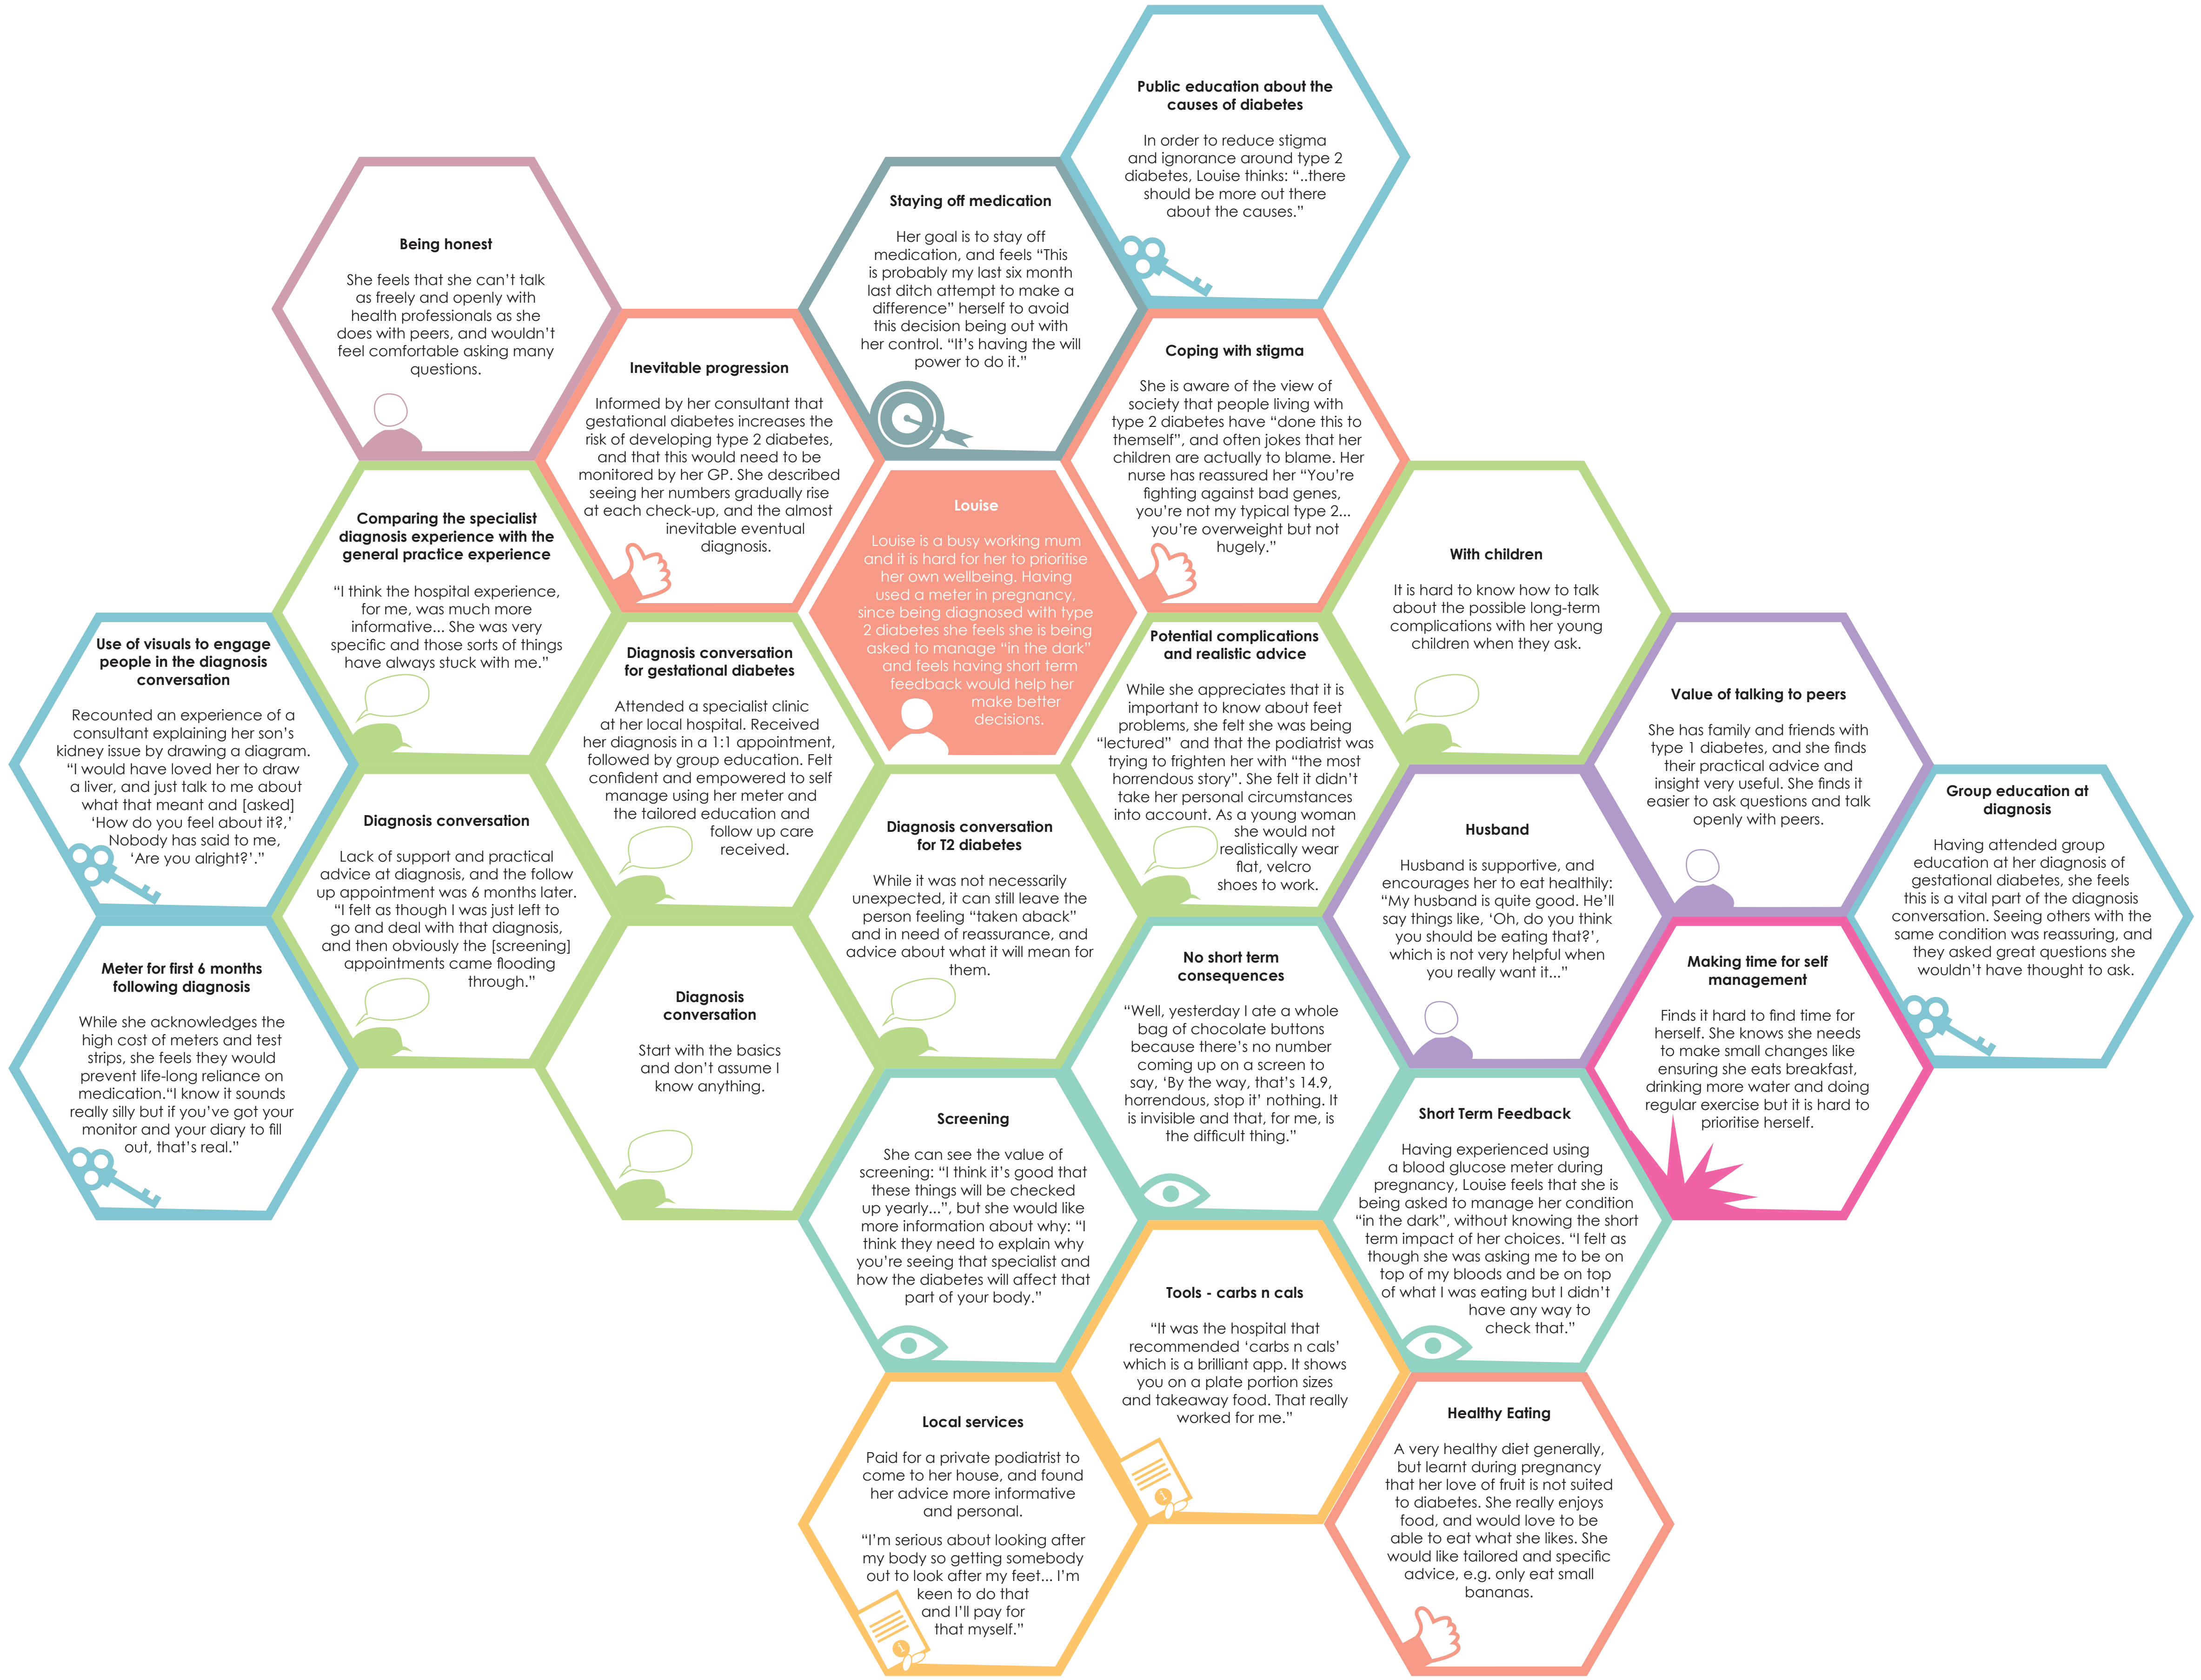 Public education about the
causes of diabetes
In order to reduce stigma
and ignorance around type 2
diabetes, Louise thinks: “..there
should be more out there
about the causes.”
Being honest
She feels that she can’t talk
as freely and openly with
health professionals as she
does with peers, and wouldn’t
feel comfortable asking many
questions.
Staying off medication
Her goal is to stay off
medication, and feels “This
is probably my last six month
last ditch attempt to make a
difference” herself to avoid
this decision being out with
her control. “It’s having the will
power to do it.”
Inevitable progression
Informed by her consultant that
gestational diabetes increases the
risk of developing type 2 diabetes,
and that this would need to be
monitored by her GP. She described
seeing her numbers gradually rise
at each check-up, and the almost
inevitable eventual
diagnosis.
Coping with stigma
She is aware of the view of
society that people living with
type 2 diabetes have “done this to
themself”, and often jokes that her
children are actually to blame. Her
nurse has reassured her “You’re
fighting against bad genes,
you’re not my typical type 2...
you’re overweight but not
hugely.”
Comparing the specialist
diagnosis experience with the
general practice experience
“I think the hospital experience,
for me, was much more
informative... She was very
specific and those sorts of things
have always stuck with me.”
Louise
Louise is a busy working mum
and it is hard for her to prioritise
her own wellbeing. Having
used a meter in pregnancy,
since being diagnosed with type
2 diabetes she feels she is being
asked to manage “in the dark”
and feels having short term
feedback would help her
make better
decisions.
With children
It is hard to know how to talk
about the possible long-term
complications with her young
children when they ask.
Use of visuals to engage
people in the diagnosis
conversation
Recounted an experience of a
consultant explaining her son’s
kidney issue by drawing a diagram.
“I would have loved her to draw
a liver, and just talk to me about
what that meant and [asked]
‘How do you feel about it?,’
Nobody has said to me,
‘Are you alright?’.”
Diagnosis conversation
for gestational diabetes
Attended a specialist clinic
at her local hospital. Received
her diagnosis in a 1:1 appointment,
followed by group education. Felt
confident and empowered to self
manage using her meter and
the tailored education and
follow up care
received.
Potential complications
and realistic advice
While she appreciates that it is
important to know about feet
problems, she felt she was being
“lectured” and that the podiatrist was
trying to frighten her with “the most
horrendous story”. She felt it didn’t
take her personal circumstances
into account. As a young woman
she would not
realistically wear
flat, velcro
shoes to work.
Value of talking to peers
She has family and friends with
type 1 diabetes, and she finds
their practical advice and
insight very useful. She finds it
easier to ask questions and talk
openly with peers.
Diagnosis conversation
Lack of support and practical
advice at diagnosis, and the follow
up appointment was 6 months later.
“I felt as though I was just left to
go and deal with that diagnosis,
and then obviously the [screening]
appointments came flooding
through.”
Diagnosis conversation
for T2 diabetes
While it was not necessarily
unexpected, it can still leave the
person feeling “taken aback”
and in need of reassurance, and
advice about what it will mean for
them.
Husband
Husband is supportive, and
encourages her to eat healthily:
“My husband is quite good. He’ll
say things like, ‘Oh, do you think
you should be eating that?’,
which is not very helpful when
you really want it...”
Group education at
diagnosis
Having attended group
education at her diagnosis of
gestational diabetes, she feels
this is a vital part of the diagnosis
conversation. Seeing others with the
same condition was reassuring, and
they asked great questions she
wouldn’t have thought to ask.
Meter for first 6 months
following diagnosis
While she acknowledges the
high cost of meters and test
strips, she feels they would
prevent life-long reliance on
medication.“I know it sounds
really silly but if you’ve got your
monitor and your diary to fill
out, that’s real.”
Diagnosis
conversation
Start with the basics
and don’t assume I
know anything.
No short term
consequences
“Well, yesterday I ate a whole
bag of chocolate buttons
because there’s no number
coming up on a screen to
say, ‘By the way, that’s 14.9,
horrendous, stop it’ nothing. It
is invisible and that, for me, is
the difficult thing.”
Making time for self
management
Finds it hard to find time for
herself. She knows she needs
to make small changes like
ensuring she eats breakfast,
drinking more water and doing
regular exercise but it is hard to
prioritise herself.
Screening
She can see the value of
screening: “I think it’s good that
these things will be checked
up yearly...”, but she would like
more information about why: “I
think they need to explain why
you’re seeing that specialist and
how the diabetes will affect that
part of your body.”
Short Term Feedback
Having experienced using
a blood glucose meter during
pregnancy, Louise feels that she is
being asked to manage her condition
“in the dark”, without knowing the short
term impact of her choices. “I felt as
though she was asking me to be on
top of my bloods and be on top
of what I was eating but I didn’t
have any way to
check that.”
Tools - carbs n cals
“It was the hospital that
recommended ‘carbs n cals’
which is a brilliant app. It shows
you on a plate portion sizes
and takeaway food. That really
worked for me.”
Local services
Paid for a private podiatrist to
come to her house, and found
her advice more informative
and personal.
“I’m serious about looking after
my body so getting somebody
out to look after my feet... I’m
keen to do that
and I’ll pay for
that myself.”
Healthy Eating
A very healthy diet generally,
but learnt during pregnancy
that her love of fruit is not suited
to diabetes. She really enjoys
food, and would love to be
able to eat what she likes. She
would like tailored and specific
advice, e.g. only eat small
bananas.
1
1